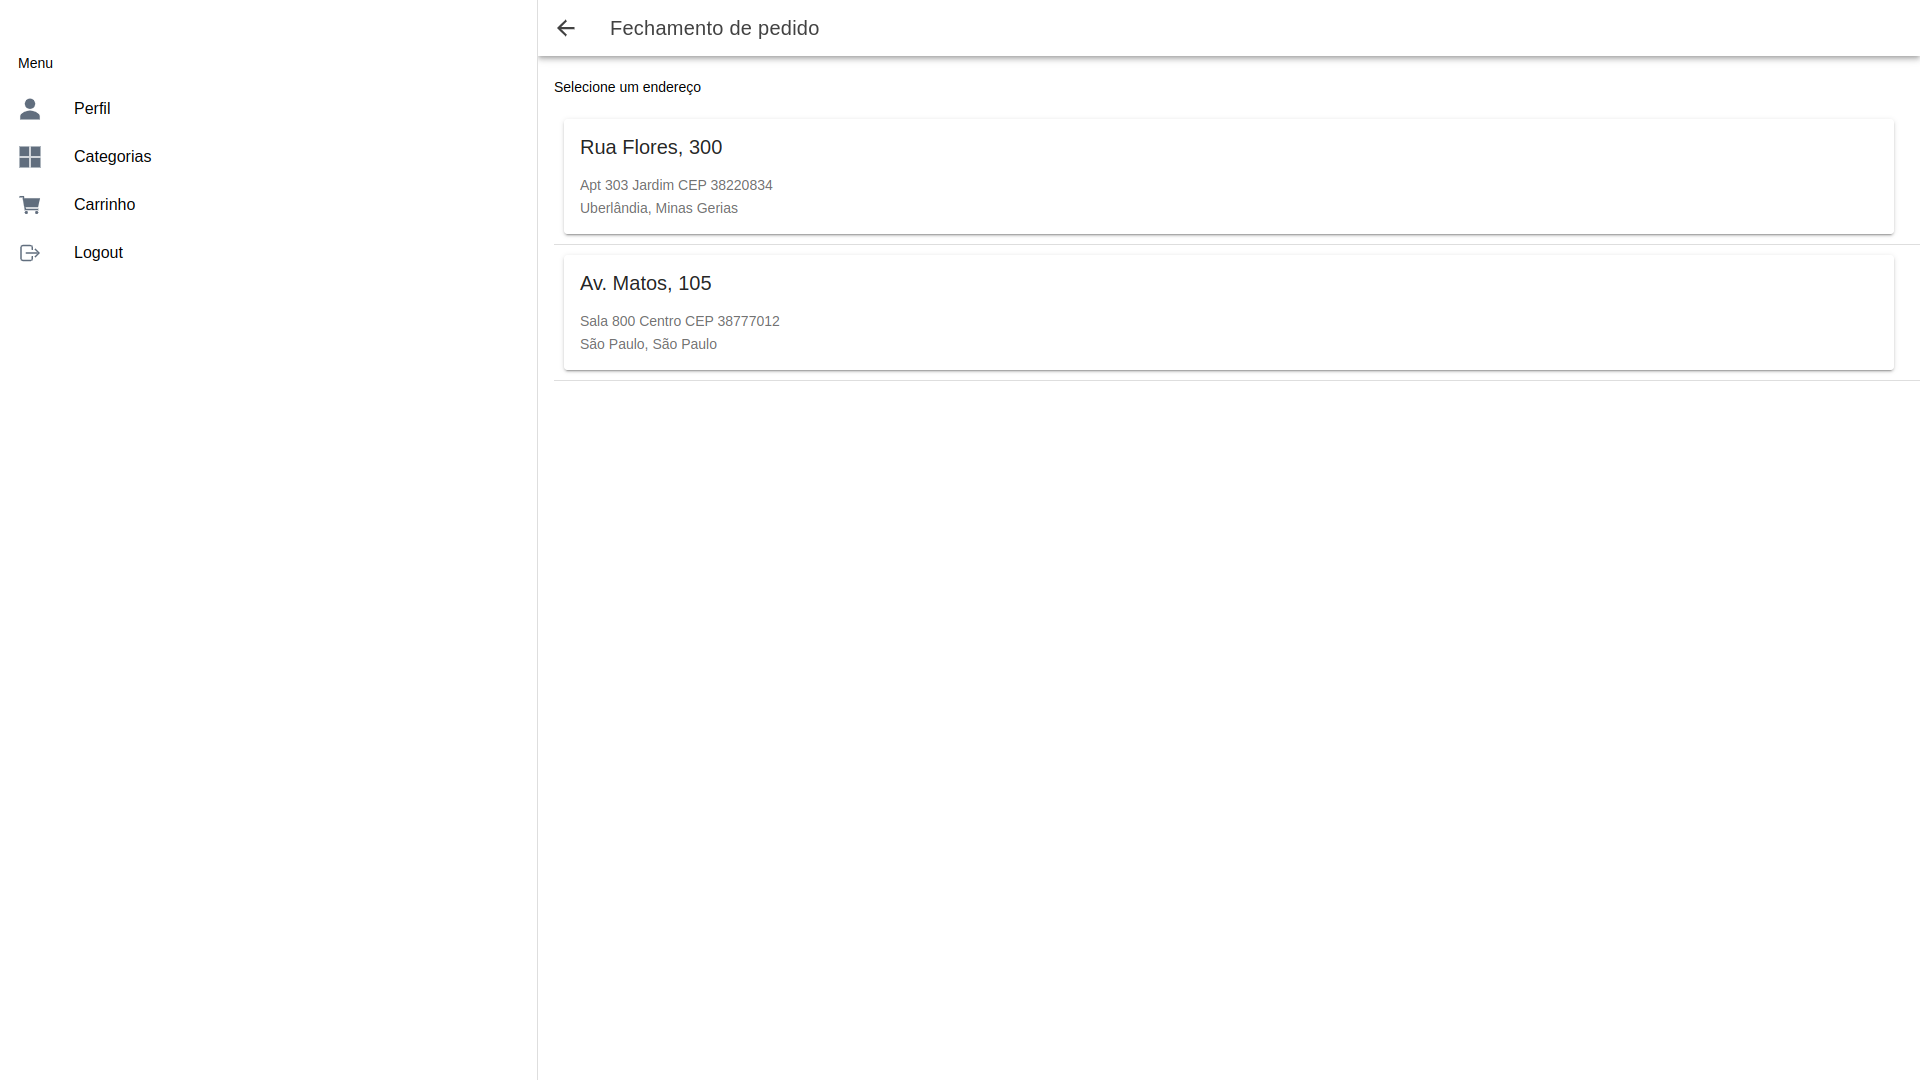 Menu
Perfil
Categorias
Carrinho
Logout
Fechamento de pedido
Selecione um endereço
Rua Flores, 300
Apt 303 Jardim CEP 38220834
Uberlândia, Minas Gerias
Av. Matos, 105
Sala 800 Centro CEP 38777012
São Paulo, São Paulo